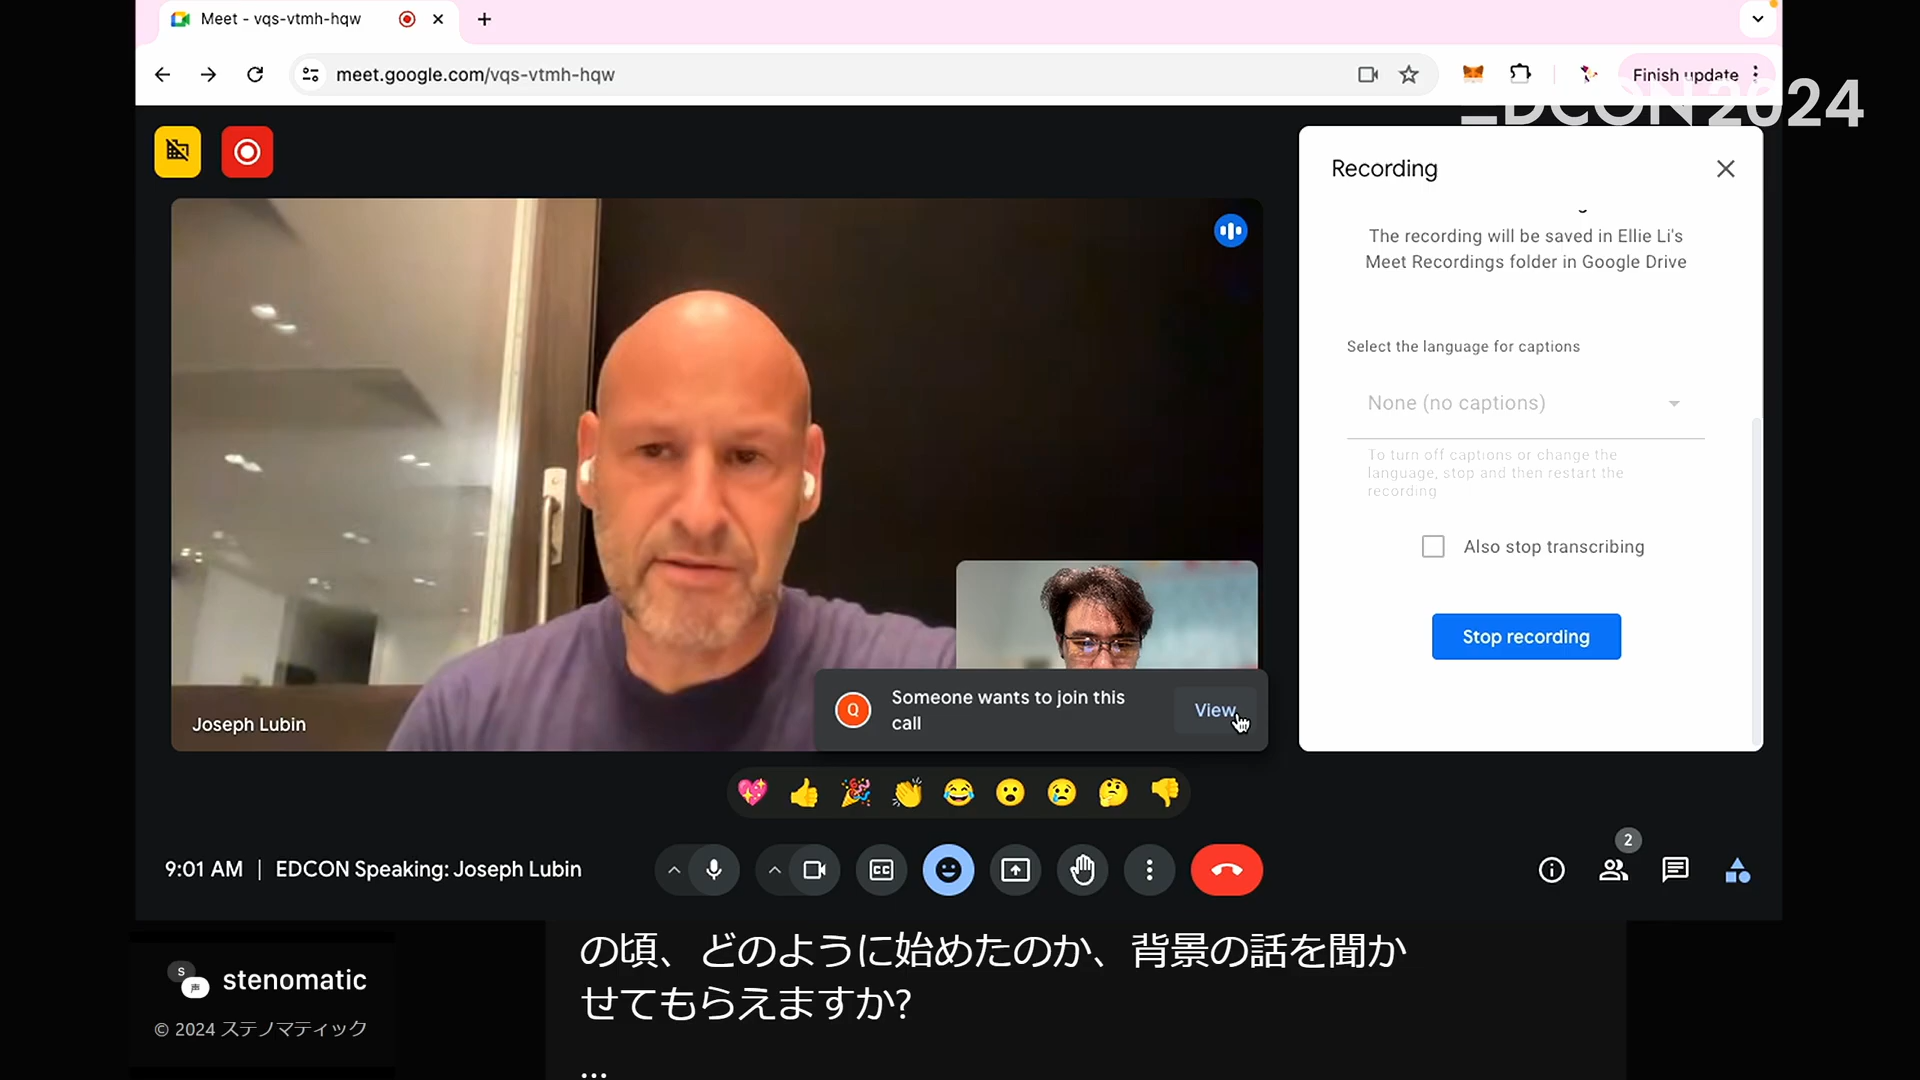 Meet - vqs-vtmh-hqw
meet.google.com/vqs-vtmh-hqw
Finish update
EDCON 2024
Recording
The recording will be saved in Ellie Li's
Meet Recordings folder in Google Drive
Select the language for captions
None (no captions)
To turn off captions or change the
language, stop and then restart the
recording
Also stop transcribing
Stop recording
Joseph Lubin
Q
Someone wants to join this
call
View
2
9:01 AM | EDCON Speaking: Joseph Lubin
CC
の頃、どのように始めたのか、背景の話を聞か
せてもらえますか?
...
S
声
stenomatic
© 2024 ステノマティック